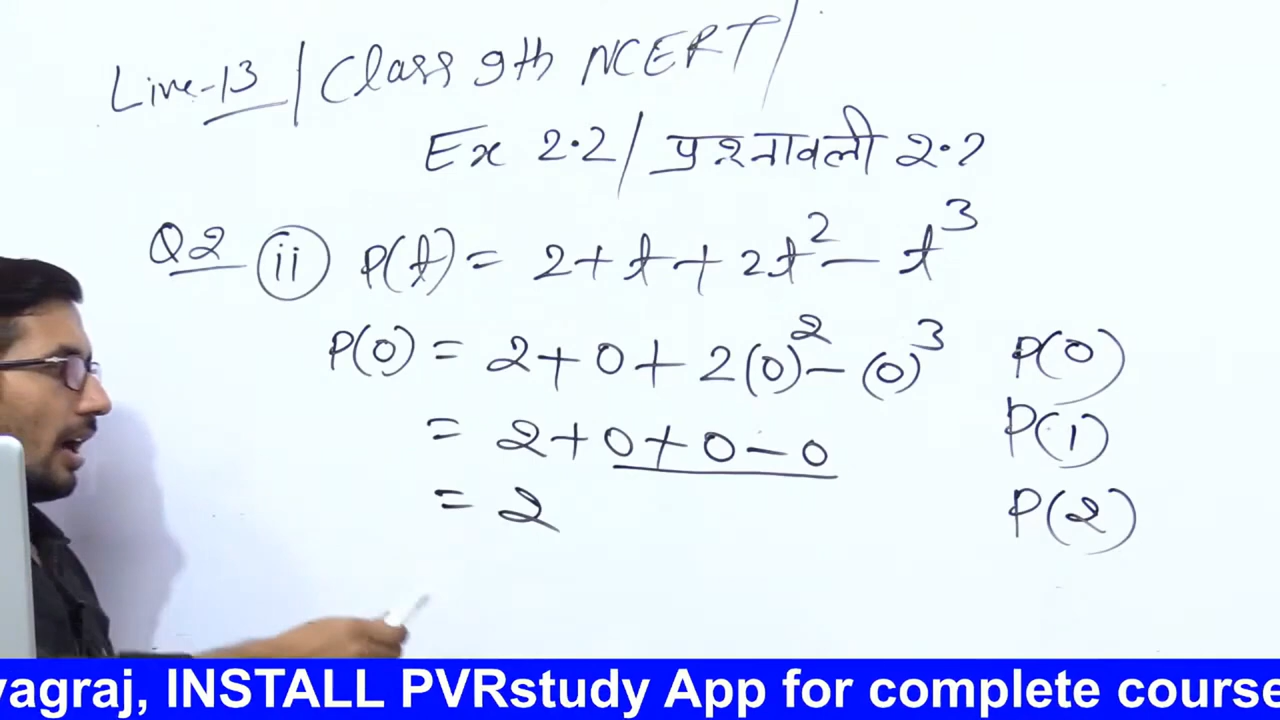 Live-13 / Class 9th NCERT /
Ex 2.2 / प्रश्नावली 2.2
Q2 (ii) P(t) = 2 + t + 2t² - t³
P(0) = 2 + 0 + 2(0)² - (0)³ P(0)
= 2 + 0 + 0 - 0 P(1)
= 2 P(2)
yagraj, INSTALL PVRstudy App for complete course